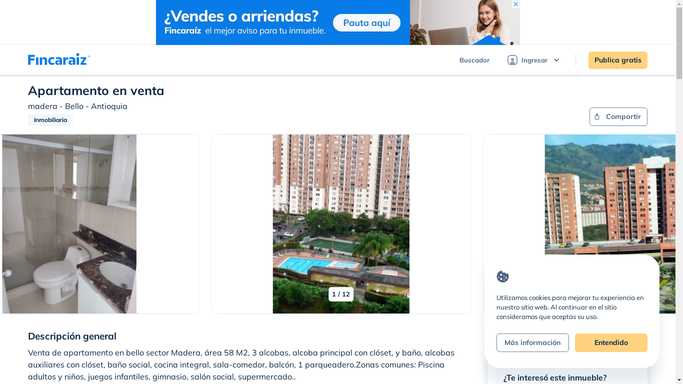 ¿Vendes o arriendas?
Fincaraíz el mejor aviso para tu inmueble.
Pauta aquí
Fincaraíz
Buscador
Ingresar
Publica gratis
Apartamento en venta
madera - Bello - Antioquia
Inmobiliaria
Compartir
1 / 12
Utilizamos cookies para mejorar tu experiencia en
nuestro sitio web. Al continuar en el sitio
consideramos que aceptas su uso.
Más información
Entendido
Descripción general
Venta de apartamento en bello sector Madera, área 58 M2, 3 alcobas, alcoba principal con clóset, y baño, alcobas
auxiliares con clóset, baño social, cocina integral, sala-comedor, balcón, 1 parqueadero.Zonas comunes: Piscina
adultos y niños, juegos infantiles, gimnasio, salón social, supermercado..
¿Te interesó este inmueble?